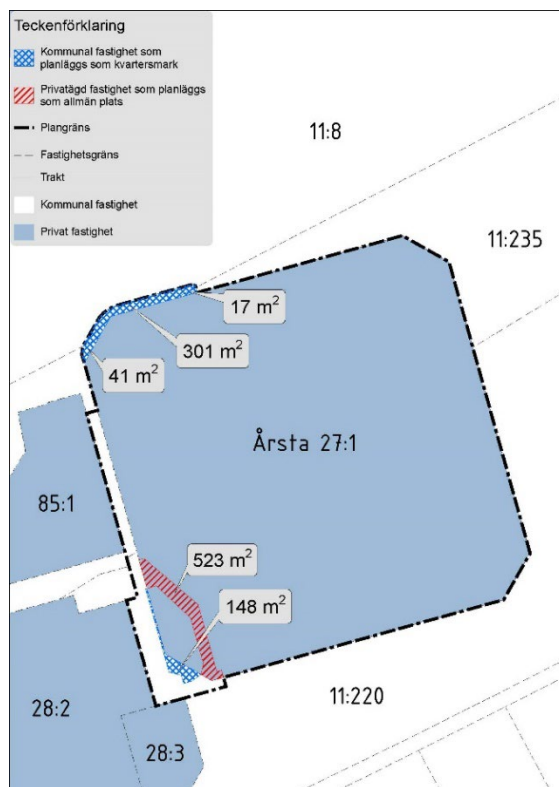 Teckenförklaring
Kommunal fastighet som
planläggs som kvartersmark
Privatägd fastighet som planläggs
som allmän plats
Plangräns
Fastighetsgräns
Trakt
Kommunal fastighet
Privat fastighet
11:8
11:235
17 m²
301 m²
41 m²
Årsta 27:1
85:1
523 m²
148 m²
28:2
11:220
28:3